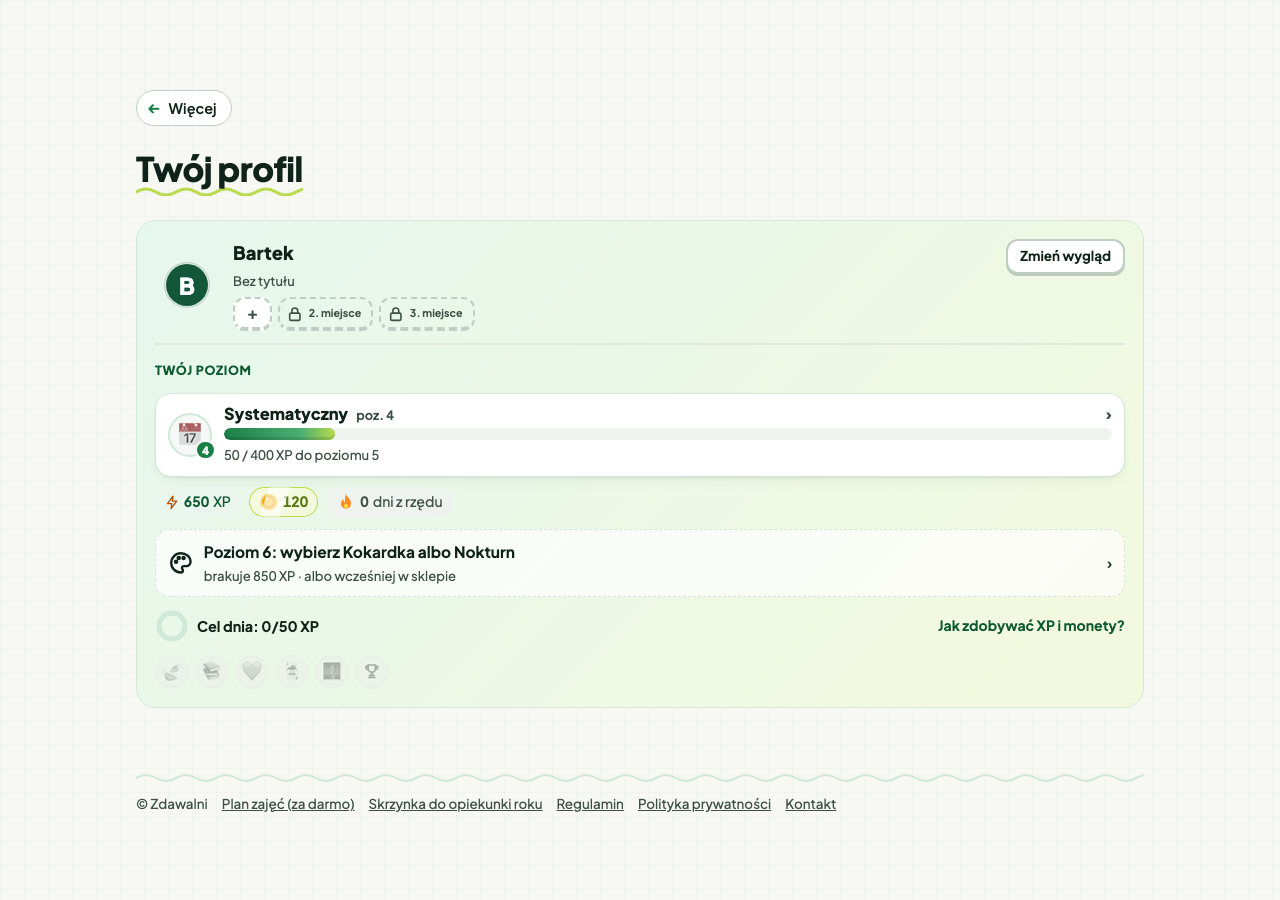 ← Więcej
Twój profil
B
Bartek
Bez tytułu
Zmień wygląd
+ 2. miejsce 3. miejsce
TWÓJ POZIOM
17
4
Systematyczny poz. 4 ›
50 / 400 XP do poziomu 5
650 XP 120 0 dni z rzędu
Poziom 6: wybierz Kokardka albo Nokturn ›
brakuje 850 XP · albo wcześniej w sklepie
Cel dnia: 0/50 XP
Jak zdobywać XP i monety?
© Zdawalni Plan zajęć (za darmo) Skrzynka do opiekunki roku Regulamin Polityka prywatności Kontakt